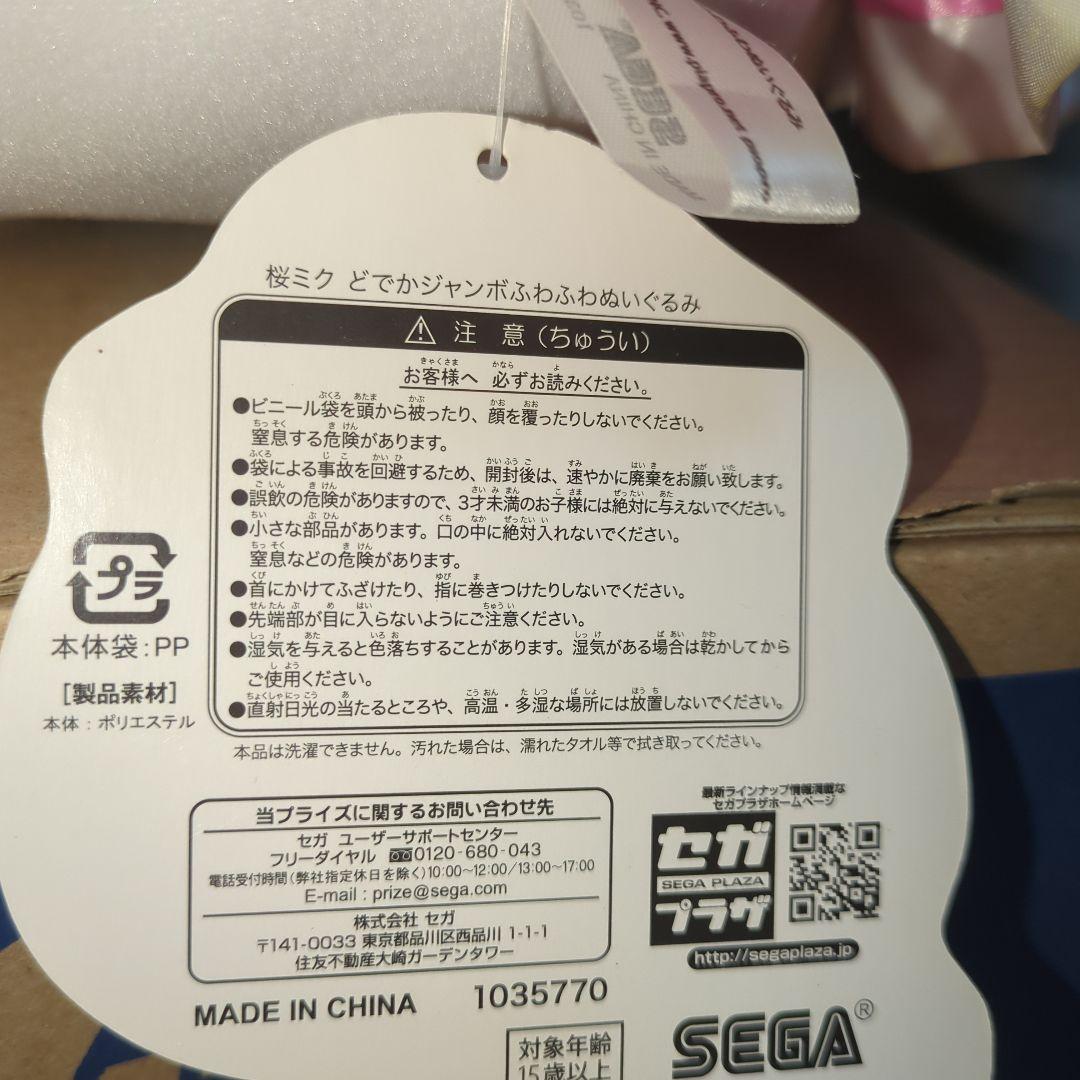 SEGA
MADE IN CHINA
桜ミク どでかジャンボふわふわぬいぐるみ
⚠ 注 意（ちゅうい）
お客様へ 必ずお読みください。
●ビニール袋を頭から被ったり、顔を覆ったりしないでください。
窒息する危険があります。
●袋による事故を回避するため、開封後は、速やかに廃棄をお願い致します。
●誤飲の危険がありますので、3才未満のお子様には絶対に与えないでください。
●小さな部品があります。口の中に絶対入れないでください。
窒息などの危険があります。
●首にかけてふざけたり、指に巻きつけたりしないでください。
●先端部が目に入らないようにご注意ください。
●湿気を与えると色落ちすることがあります。湿気がある場合は乾かしてから
ご使用ください。
●直射日光の当たるところや、高温・多湿な場所には放置しないでください。
本品は洗濯できません。汚れた場合は、濡れたタオル等で拭き取ってください。
プラ
本体袋:PP
[製品素材]
本体：ポリエステル
当プライズに関するお問い合わせ先
セガ ユーザーサポートセンター
フリーダイヤル 0120-680-043
電話受付時間(弊社指定休日を除く)10:00~12:00/13:00~17:00
E-mail : prize@sega.com
株式会社 セガ
〒141-0033 東京都品川区西品川 1-1-1
住友不動産大崎ガーデンタワー
最新ラインナップ情報満載な
セガプラザホームページ
セガ
SEGA PLAZA
プラザ
http://segaplaza.jp
MADE IN CHINA 1035770
対象年齢
15歳以上
SEGA®